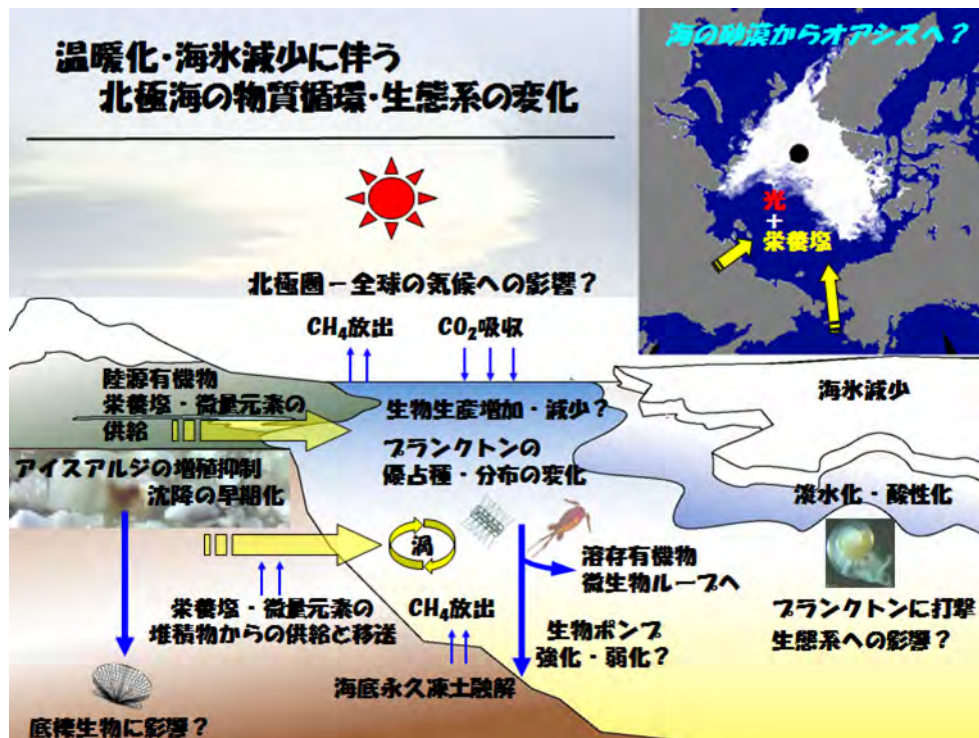 温暖化・海氷減少に伴う
北極海の物質循環・生態系の変化
海の砂漠からオアシスへ?
光
+
栄養塩
北極圏－全球の気候への影響?
CH₄放出
CO₂吸収
陸源有機物
栄養塩・微量元素の
供給
生物生産増加・減少?
プランクトンの
優占種・分布の変化
海氷減少
アイスアルジの増殖抑制
沈降の早期化
淡水化・酸性化
渦
溶存有機物
微生物ループへ
栄養塩・微量元素の
堆積物からの供給と移送
CH₄放出
生物ポンプ
強化・弱化?
プランクトンに打撃
生態系への影響?
海底永久凍土融解
底棲生物に影響?